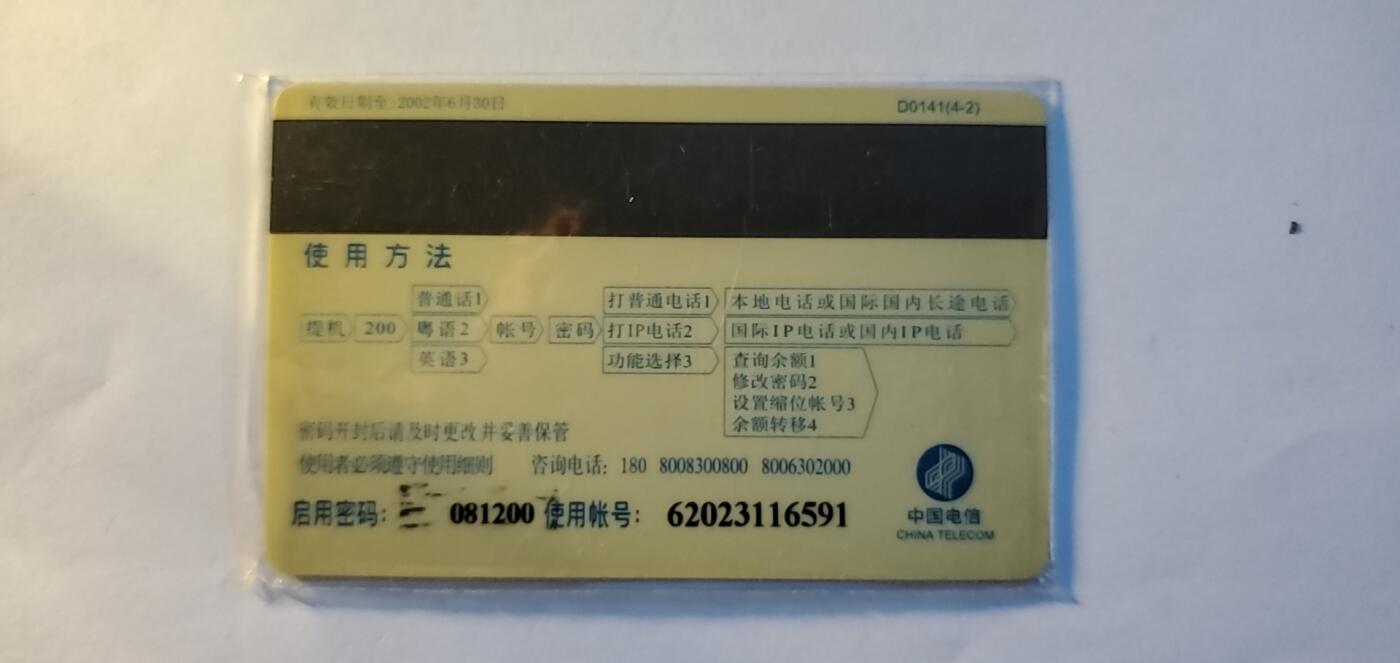 有效日期至:2002年6月30日 D0141(4-2)
使用方法
普通话1 打普通电话1 本地电话或国际国内长途电话
提机 200 粤语2 帐号 密码 打IP电话2 国际IP电话或国内IP电话
英语3 功能选择3 查询余额1
修改密码2
设置缩位帐号3
余额转移4
密码开封后请及时更改并妥善保管
使用者必须遵守使用细则 咨询电话: 180 8008300800 8006302000
启用密码: 081200 使用帐号: 62023116591
中国电信
CHINA TELECOM